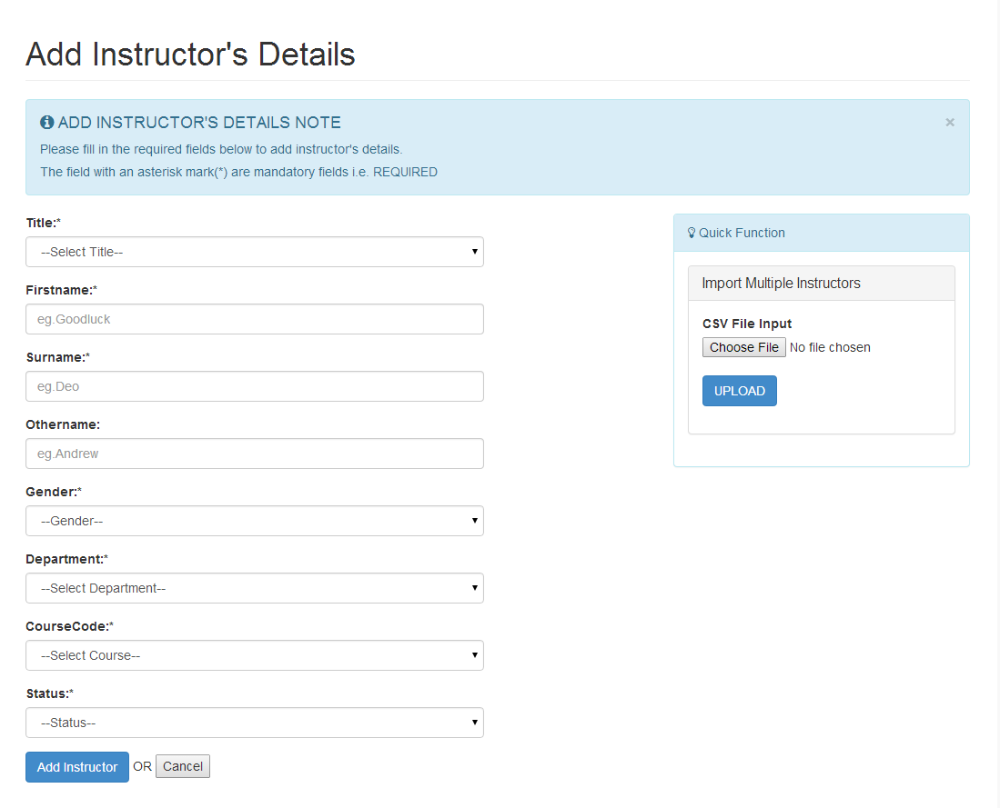 Add Instructor's Details
ADD INSTRUCTOR'S DETAILS NOTE
×
Please fill in the required fields below to add instructor's details.
The field with an asterisk mark(*) are mandatory fields i.e. REQUIRED
Title:*
--Select Title--
Firstname:*
eg.Goodluck
Surname:*
eg.Deo
Othername:
eg.Andrew
Gender:*
--Gender--
Department:*
--Select Department--
CourseCode:*
--Select Course--
Status:*
--Status--
Add Instructor OR Cancel
Quick Function
Import Multiple Instructors
CSV File Input
Choose File No file chosen
UPLOAD